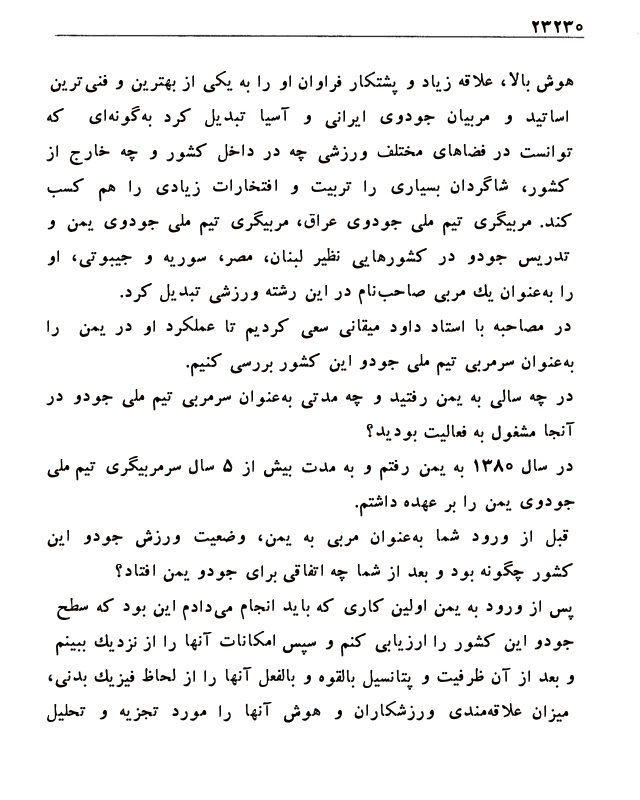 ۲۳۲۳۰
هوش بالا، علاقه زیاد و پشتکار فراوان او را به یکی از بهترین و فنی‌ترین
اساتید و مربیان جودوی ایرانی و آسیا تبدیل کرد به‌گونه‌ای که
توانست در فضاهای مختلف ورزشی چه در داخل کشور و چه خارج از
کشور، شاگردان بسیاری را تربیت و افتخارات زیادی را هم کسب
کند. مربیگری تیم ملی جودوی عراق، مربیگری تیم ملی جودوی یمن و
تدریس جودو در کشورهایی نظیر لبنان، مصر، سوریه و جیبوتی، او
را به‌عنوان یك مربی صاحب‌نام در این رشته ورزشی تبدیل کرد.
در مصاحبه با استاد داود میقانی سعی کردیم تا عملکرد او در یمن را
به‌عنوان سرمربی تیم ملی جودو این کشور بررسی کنیم.
در چه سالی به یمن رفتید و چه مدتی به‌عنوان سرمربی تیم ملی جودو در
آنجا مشغول به فعالیت بودید؟
در سال ۱۳۸۰ به یمن رفتم و به مدت بیش از ۵ سال سرمربیگری تیم ملی
جودوی یمن را بر عهده داشتم.
قبل از ورود شما به‌عنوان مربی به یمن، وضعیت ورزش جودو این
کشور چگونه بود و بعد از شما چه اتفاقی برای جودو یمن افتاد؟
پس از ورود به یمن اولین کاری که باید انجام می‌دادم این بود که سطح
جودو این کشور را ارزیابی کنم و سپس امکانات آنها را از نزدیك ببینم
و بعد از آن ظرفیت و پتانسیل بالقوه و بالفعل آنها را از لحاظ فیزیك بدنی،
میزان علاقه‌مندی ورزشکاران و هوش آنها را مورد تجزیه و تحلیل